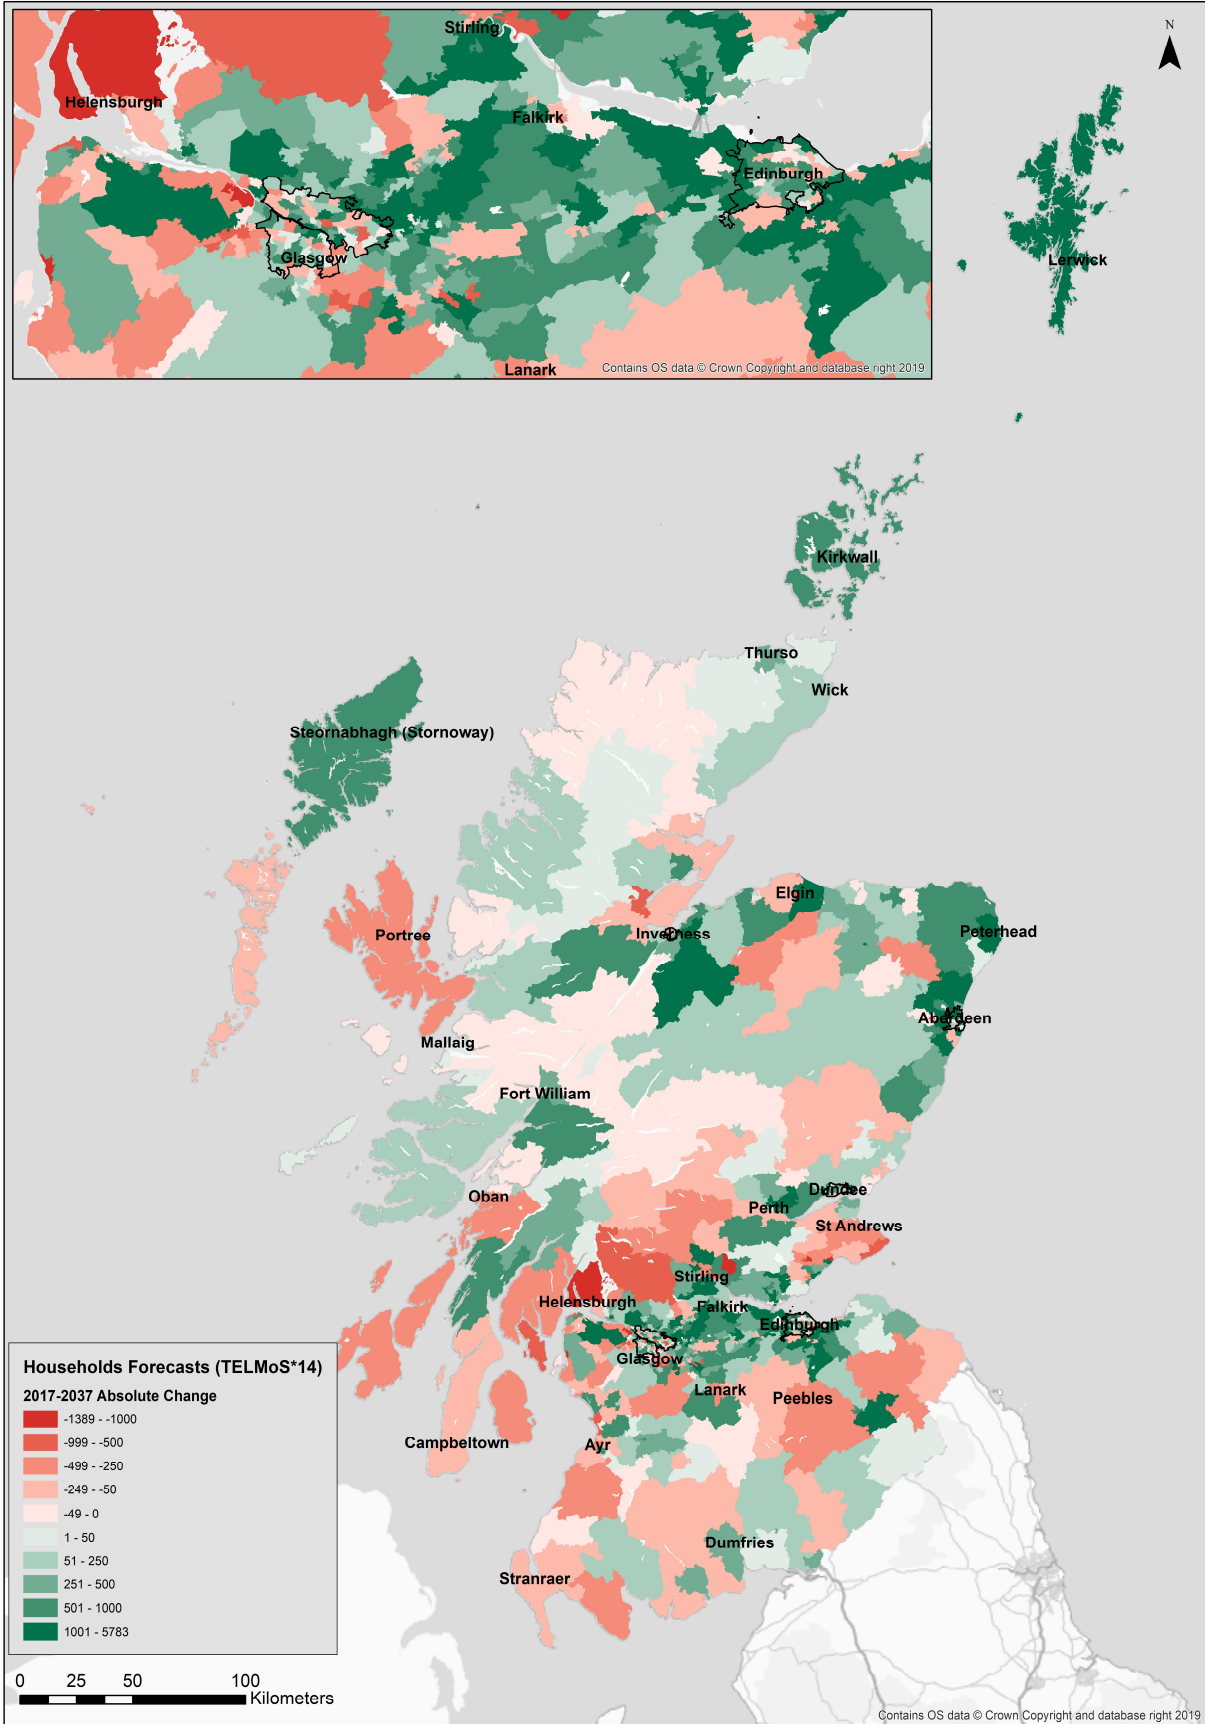 Stirling
Helensburgh
Falkirk
Edinburgh
Glasgow
Lanark
Contains OS data © Crown Copyright and database right 2019
N
Lerwick
Kirkwall
Thurso
Wick
Steornabhagh (Stornoway)
Elgin
Portree
Inverness
Peterhead
Aberdeen
Mallaig
Fort William
Dundee
Oban
Perth
St Andrews
Stirling
Helensburgh
Falkirk
Edinburgh
Glasgow
Lanark
Peebles
Campbeltown
Ayr
Dumfries
Stranraer
Households Forecasts (TELMoS*14)
2017-2037 Absolute Change
-1389 - -1000
-999 - -500
-499 - -250
-249 - -50
-49 - 0
1 - 50
51 - 250
251 - 500
501 - 1000
1001 - 5783
0 25 50 100
Kilometers
Contains OS data © Crown Copyright and database right 2019